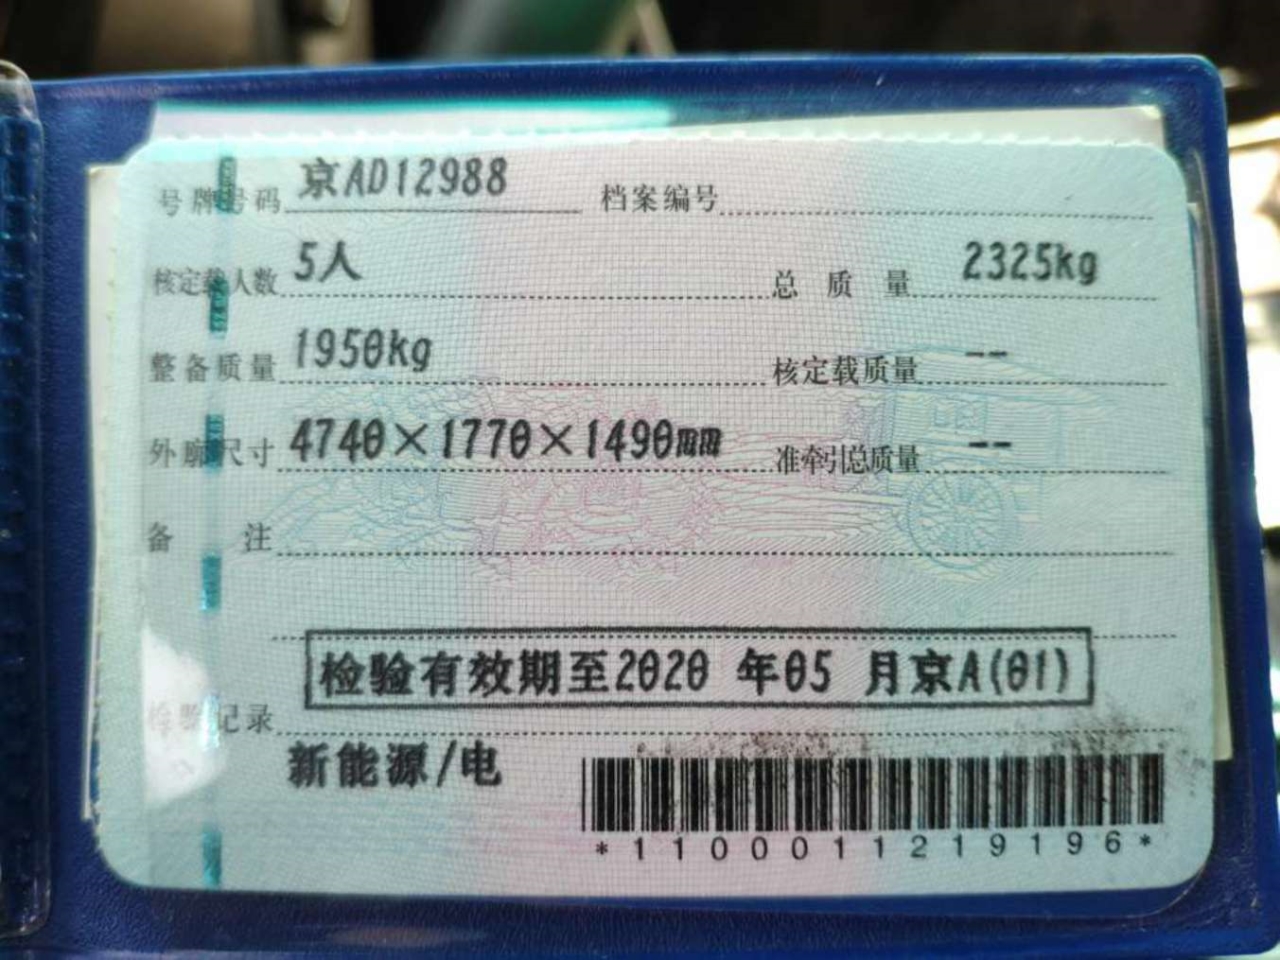 号牌号码 京AD12988 档案编号
核定载人数 5人 总质量 2325kg
整备质量 1950kg 核定载质量 --
外廓尺寸 4740×1770×1490mm 准牵引总质量 --
备注
检验有效期至2020 年05 月京A(01)
检验记录
新能源/电
*1100011219196*